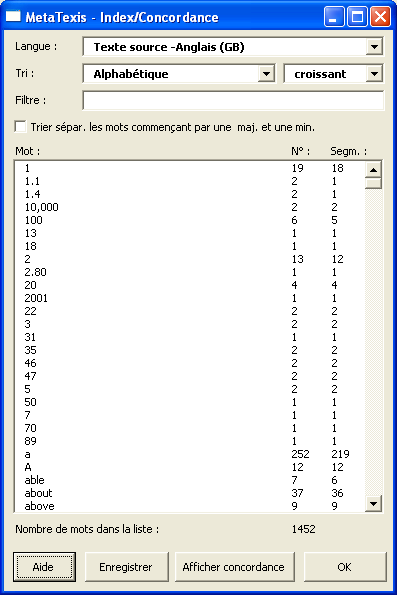 MetaTexis - Index/Concordance
Langue : Texte source -Anglais (GB)
Tri : Alphabétique croissant
Filtre :
Trier sépar. les mots commençant par une maj. et une min.
Mot : N° : Segm. :
1 19 18
1.1 2 1
1.4 2 1
10,000 2 2
100 6 5
13 1 1
18 1 1
2 13 12
2.80 1 1
20 4 4
2001 1 1
22 2 2
3 2 2
31 1 1
35 2 2
46 2 2
47 2 2
5 2 2
50 1 1
7 1 1
70 1 1
89 1 1
a 252 219
A 12 12
able 7 6
about 37 36
above 9 9
Nombre de mots dans la liste : 1452
Aide Enregistrer Afficher concordance OK